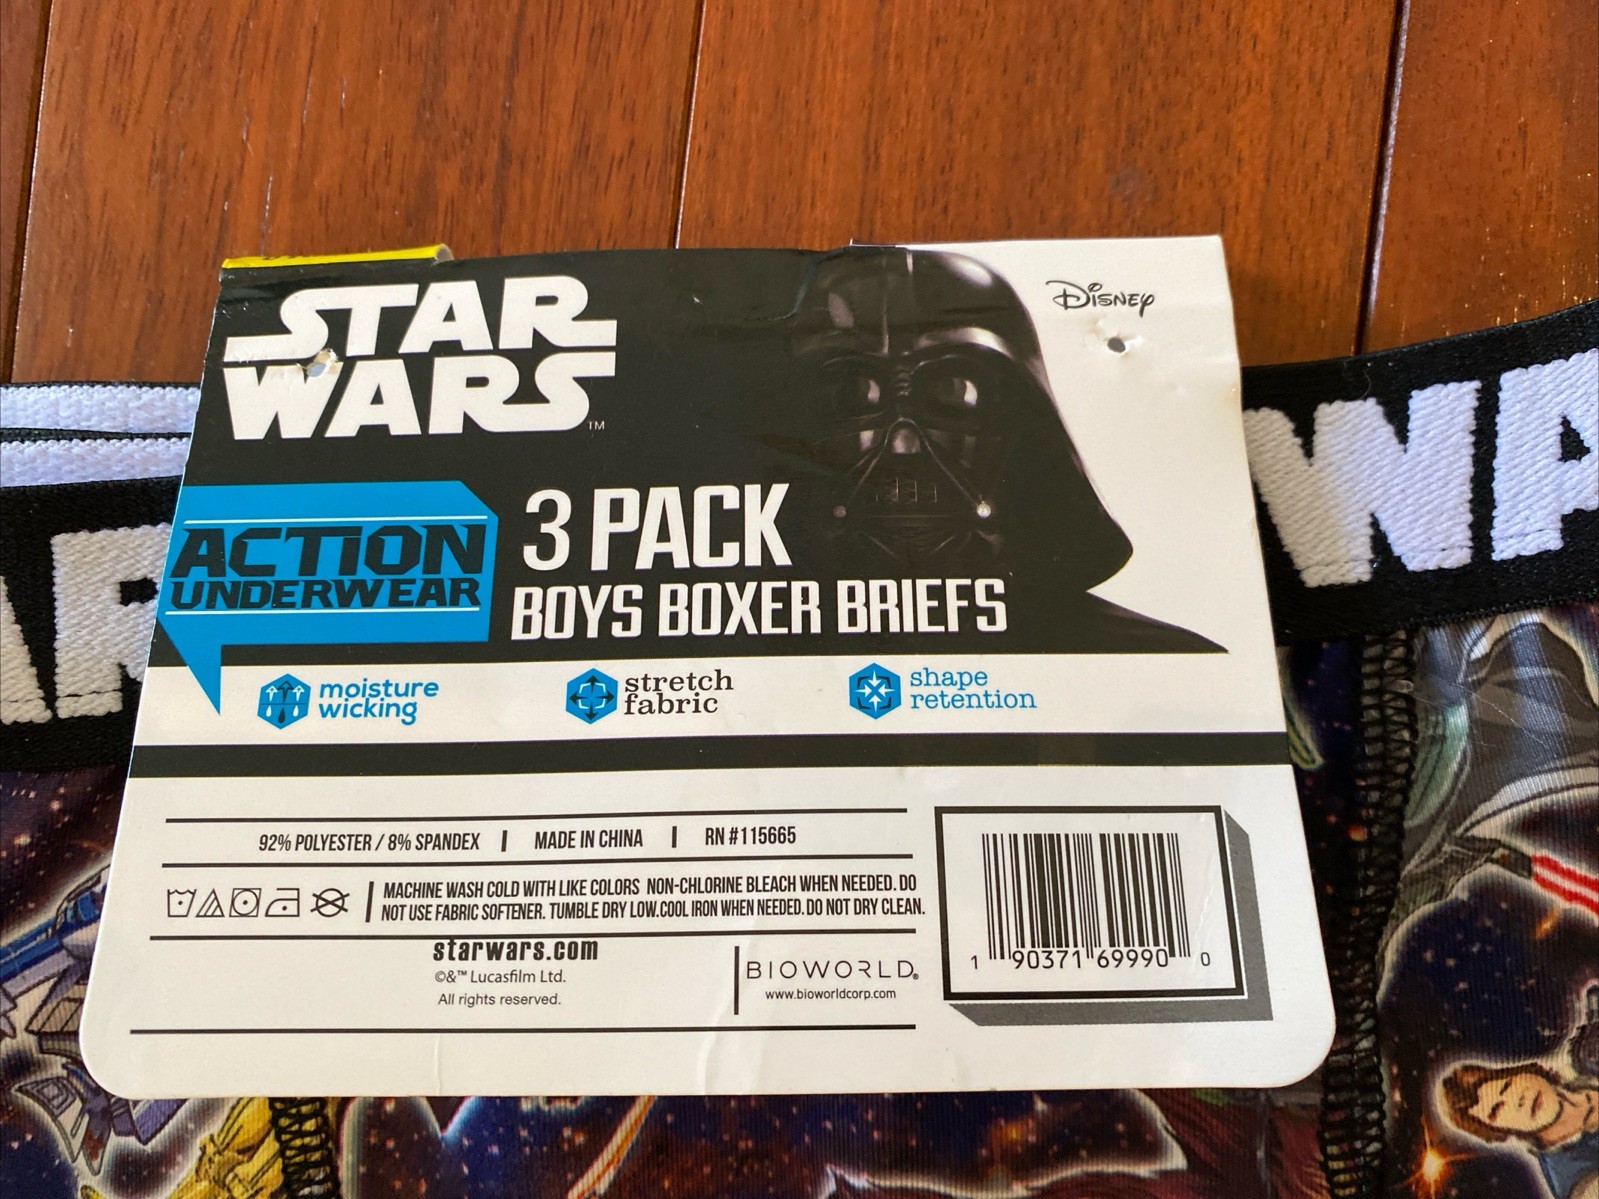 STAR
WARS
™
Disney
ACTION
UNDERWEAR
3 PACK
BOYS BOXER BRIEFS
moisture
wicking
stretch
fabric
shape
retention
92% POLYESTER / 8% SPANDEX | MADE IN CHINA | RN #115665
MACHINE WASH COLD WITH LIKE COLORS NON-CHLORINE BLEACH WHEN NEEDED. DO
NOT USE FABRIC SOFTENER. TUMBLE DRY LOW.COOL IRON WHEN NEEDED. DO NOT DRY CLEAN.
starwars.com
©&™ Lucasfilm Ltd.
All rights reserved.
BIOWORLD®
www.bioworldcorp.com
1 90371 69990 0
AR
WA